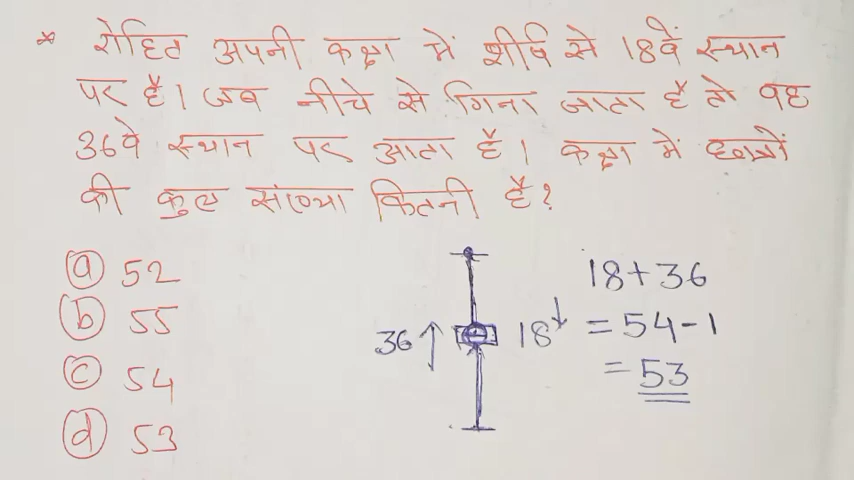 * रोहित अपनी कक्षा में शीर्ष से 18वें स्थान
पर है। जब नीचे से गिना जाता है तो वह
36वे स्थान पर आता है। कक्षा में छात्रों
की कुल संख्या कितनी है?
(a) 52
(b) 55
(c) 54
(d) 53
36↑ 18↓
18+36
= 54-1
= 53